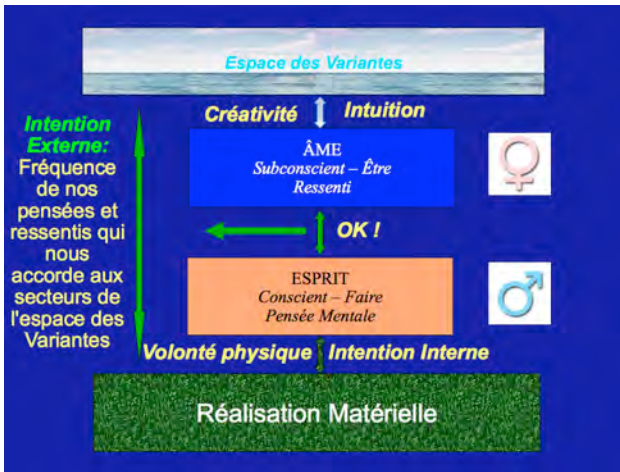 Espace des Variantes
Créativité
Intuition
Intention
Externe:
Fréquence
de nos
pensées et
ressentis qui
nous
accorde aux
secteurs de
l'espace des
Variantes
ÂME
Subconscient – Être
Ressenti
OK !
ESPRIT
Conscient – Faire
Pensée Mentale
Volonté physique
Intention Interne
Réalisation Matérielle